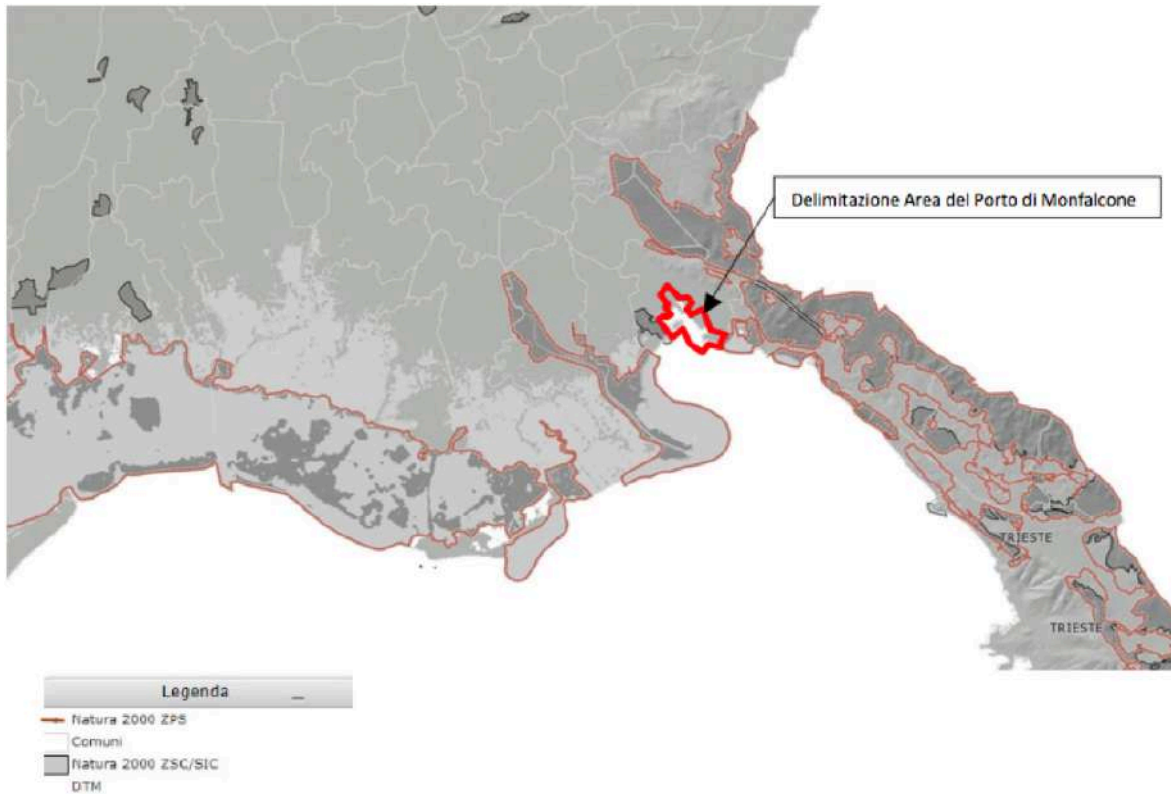 Delimitazione Area del Porto di Monfalcone
TRIESTE
TRIESTE
Legenda _
Natura 2000 ZPS
Comuni
Natura 2000 ZSC/SIC
DTM